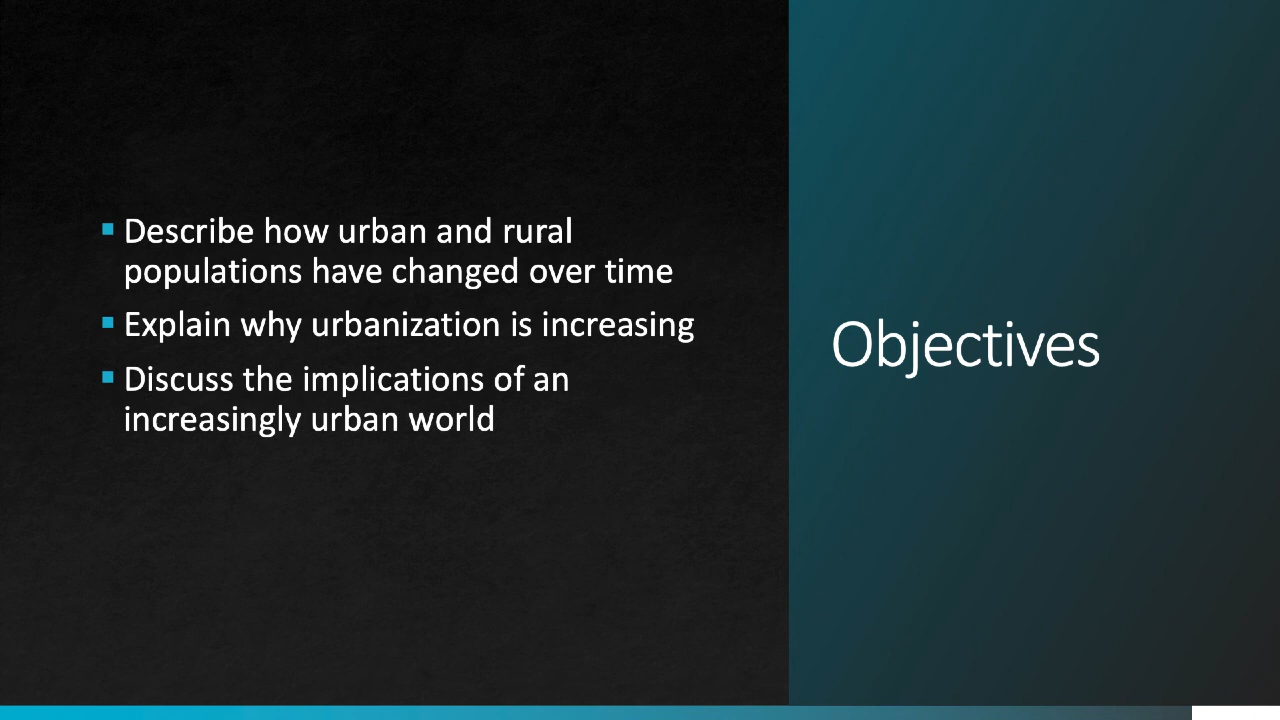 Describe how urban and rural
populations have changed over time
Explain why urbanization is increasing
Discuss the implications of an
increasingly urban world
Objectives